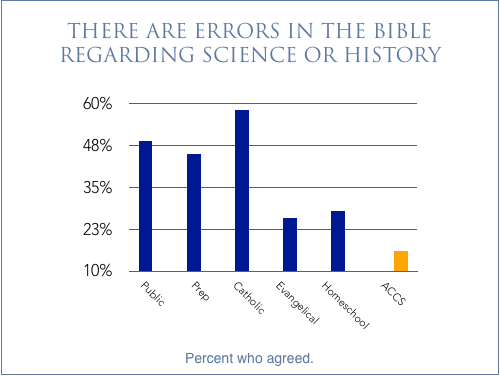 THERE ARE ERRORS IN THE BIBLE
REGARDING SCIENCE OR HISTORY
60%
48%
35%
23%
10%
Public
Prep
Catholic
Evangelical
Homeschool
ACCS
Percent who agreed.